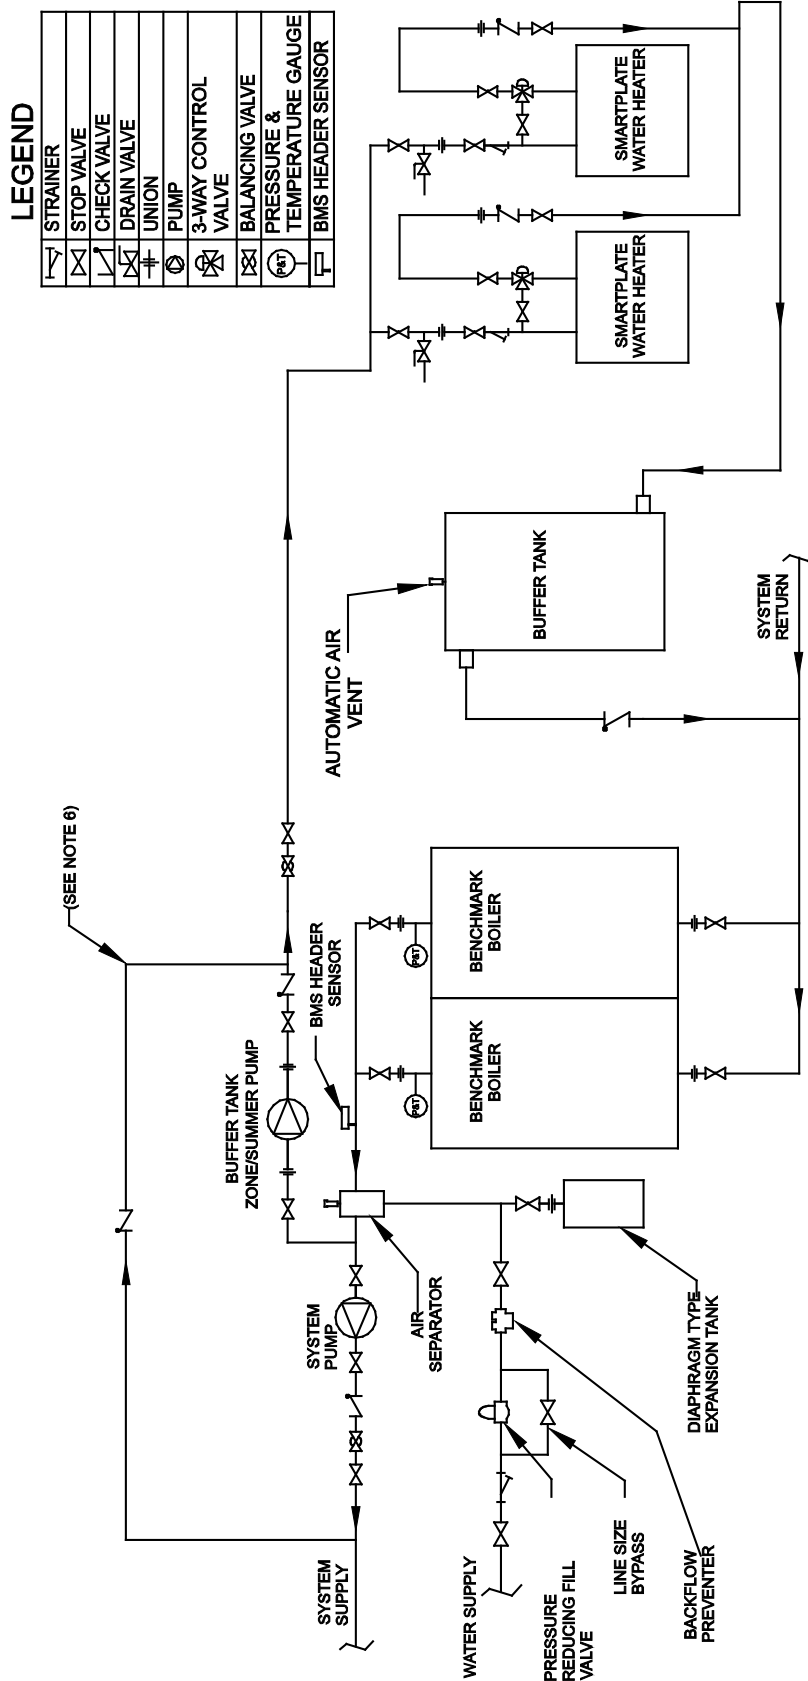 LEGEND
STRAINER
STOP VALVE
CHECK VALVE
DRAIN VALVE
UNION
PUMP
3-WAY CONTROL
VALVE
BALANCING VALVE
P&T
PRESSURE &
TEMPERATURE GAUGE
BMS HEADER SENSOR
(SEE NOTE 6)
BUFFER TANK
ZONE/SUMMER PUMP
BMS HEADER
SENSOR
SYSTEM
PUMP
SYSTEM
SUPPLY
AIR
SEPARATOR
AUTOMATIC AIR
VENT
P&T
P&T
BENCHMARK
BOILER
BENCHMARK
BOILER
BUFFER TANK
SMARTPLATE
WATER HEATER
SMARTPLATE
WATER HEATER
SYSTEM
RETURN
WATER SUPPLY
PRESSURE
REDUCING FILL
VALVE
LINE SIZE
BYPASS
BACKFLOW
PREVENTER
DIAPHRAGM TYPE
EXPANSION TANK